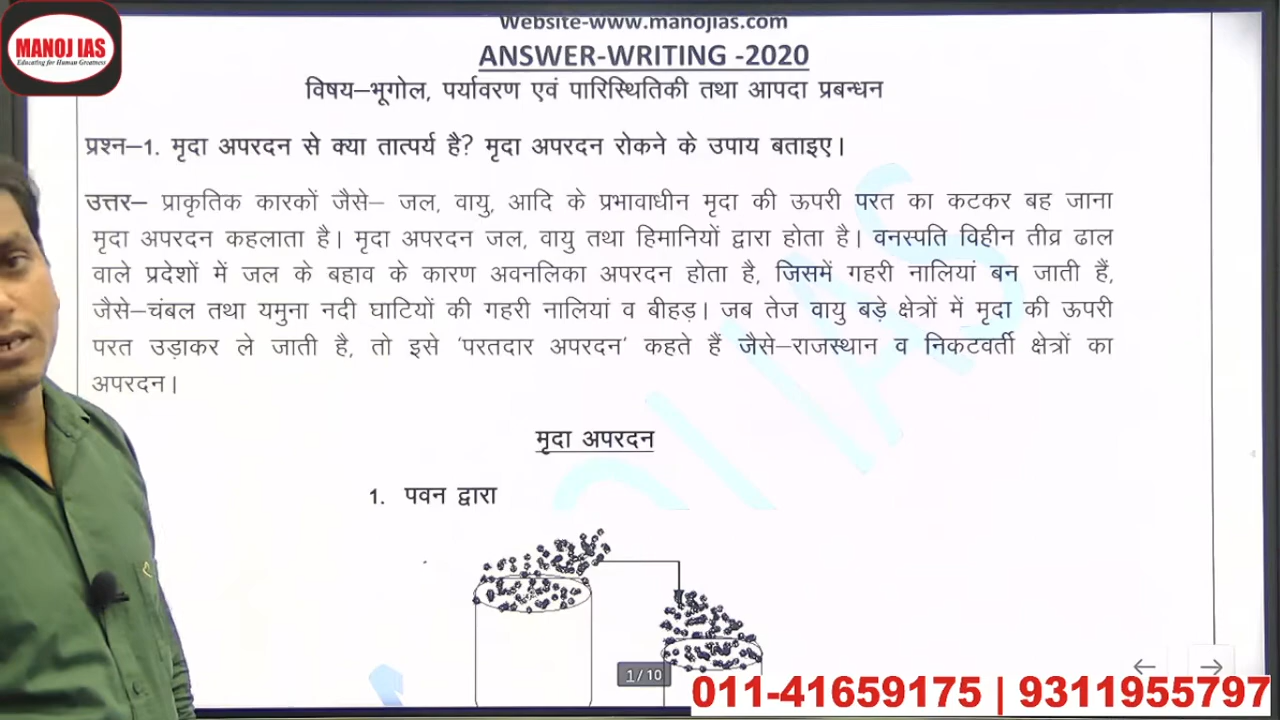 MANOJ IAS
Educating for Human Greatness
Website-www.manojias.com
ANSWER-WRITING -2020
विषय–भूगोल, पर्यावरण एवं पारिस्थितिकी तथा आपदा प्रबन्धन
प्रश्न–1. मृदा अपरदन से क्या तात्पर्य है? मृदा अपरदन रोकने के उपाय बताइए।
उत्तर– प्राकृतिक कारकों जैसे– जल, वायु, आदि के प्रभावाधीन मृदा की ऊपरी परत का कटकर बह जाना
मृदा अपरदन कहलाता है। मृदा अपरदन जल, वायु तथा हिमानियों द्वारा होता है। वनस्पति विहीन तीव्र ढाल
वाले प्रदेशों में जल के बहाव के कारण अवनलिका अपरदन होता है, जिसमें गहरी नालियां बन जाती हैं,
जैसे–चंबल तथा यमुना नदी घाटियों की गहरी नालियां व बीहड़। जब तेज वायु बड़े क्षेत्रों में मृदा की ऊपरी
परत उड़ाकर ले जाती है, तो इसे 'परतदार अपरदन' कहते हैं जैसे–राजस्थान व निकटवर्ती क्षेत्रों का
अपरदन।
मृदा अपरदन
1. पवन द्वारा
1/10
011-41659175 | 9311955797